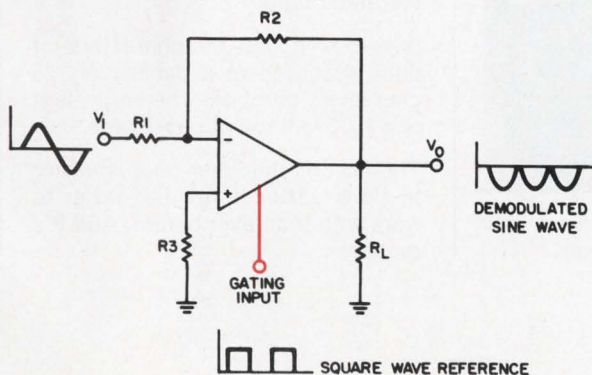 R2
V1
R1
−
+
VO
DEMODULATED
SINE WAVE
R3
RL
GATING
INPUT
SQUARE WAVE REFERENCE